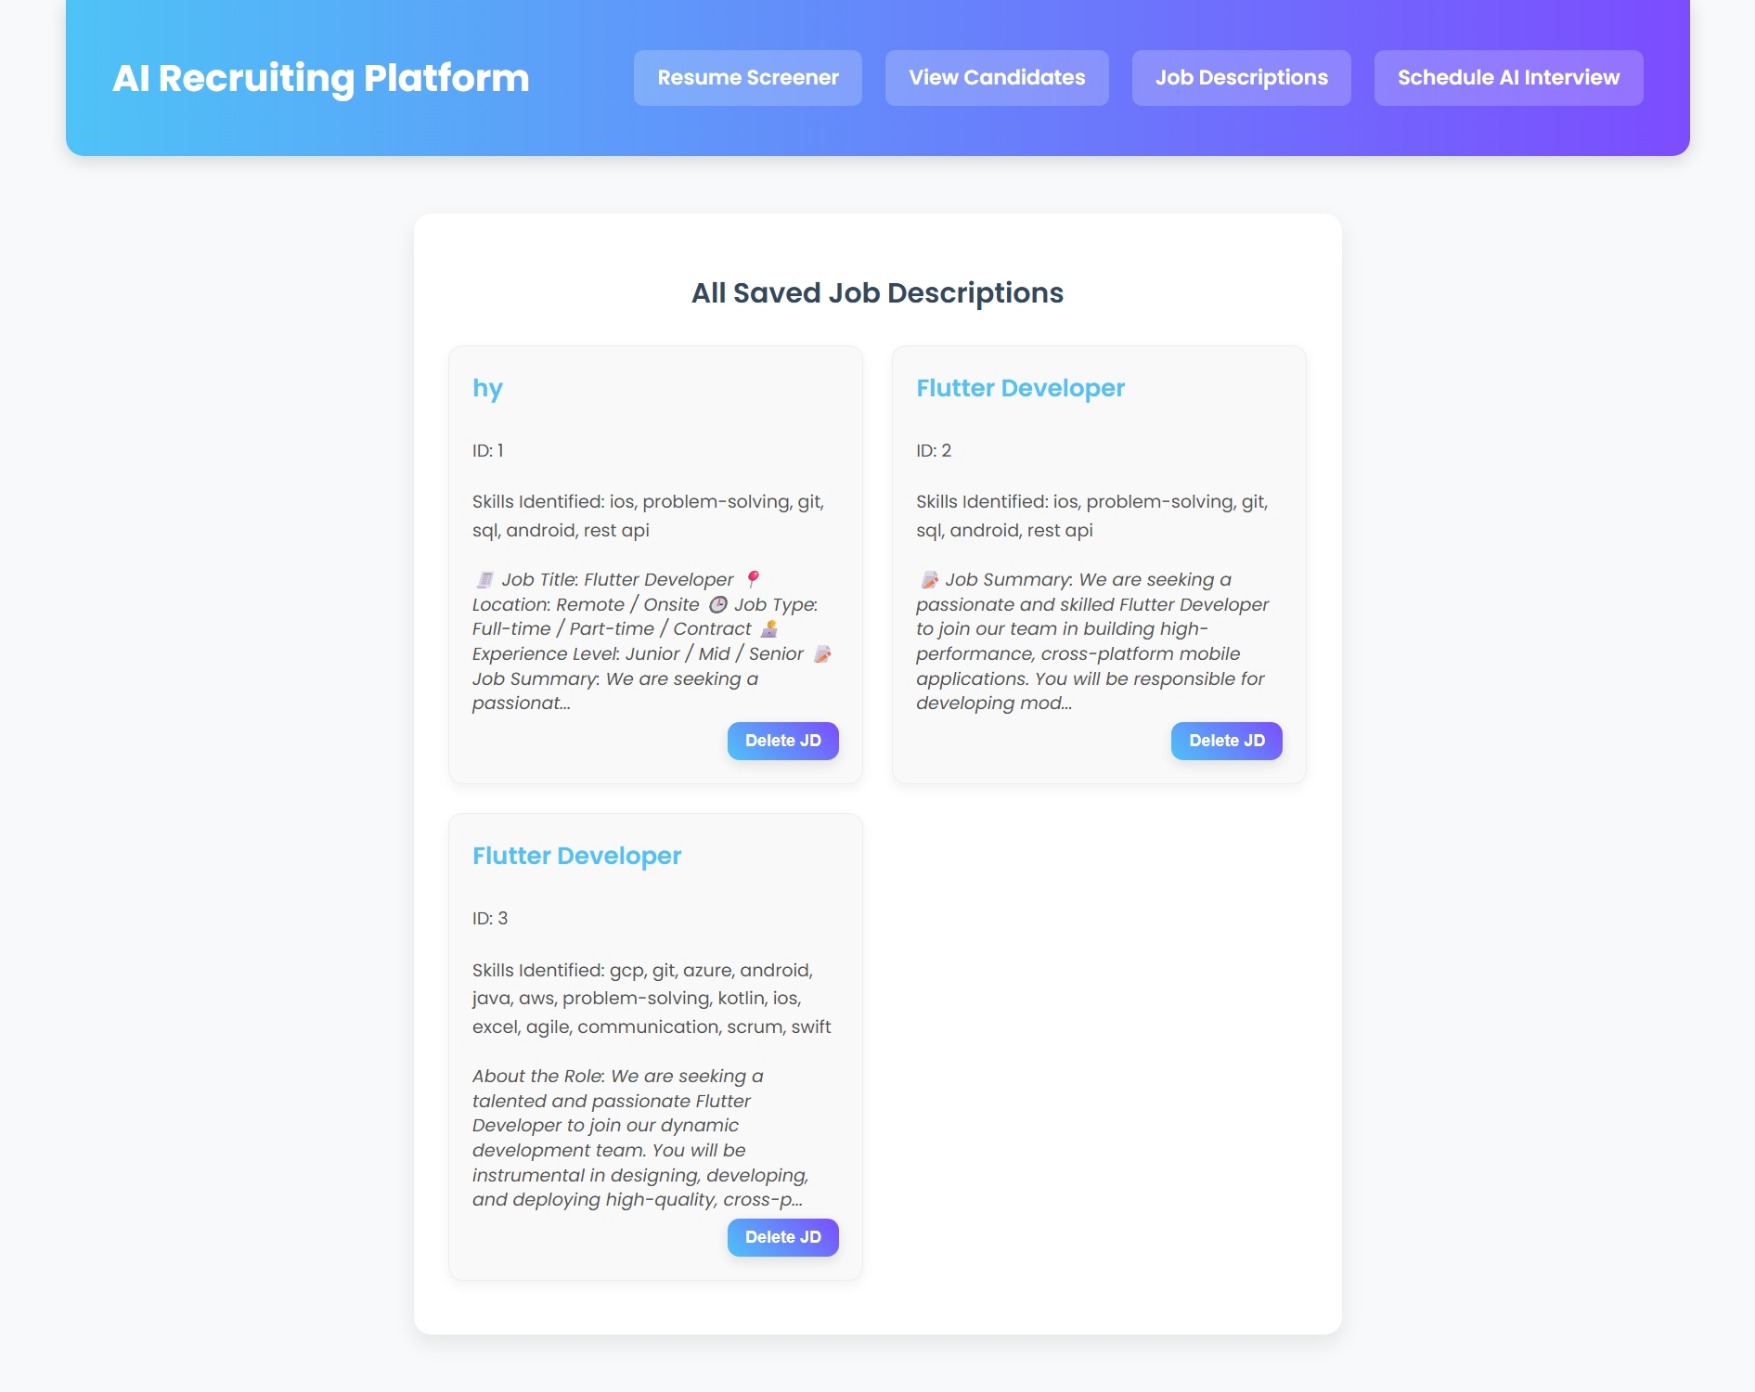 AI Recruiting Platform
Resume Screener
View Candidates
Job Descriptions
Schedule AI Interview
All Saved Job Descriptions
hy
ID: 1
Skills Identified: ios, problem-solving, git,
sql, android, rest api
🧾 Job Title: Flutter Developer 📍
Location: Remote / Onsite 🕒 Job Type:
Full-time / Part-time / Contract 🧑‍💻
Experience Level: Junior / Mid / Senior 📝
Job Summary: We are seeking a
passionat...
Delete JD
Flutter Developer
ID: 2
Skills Identified: ios, problem-solving, git,
sql, android, rest api
📝 Job Summary: We are seeking a
passionate and skilled Flutter Developer
to join our team in building high-
performance, cross-platform mobile
applications. You will be responsible for
developing mod...
Delete JD
Flutter Developer
ID: 3
Skills Identified: gcp, git, azure, android,
java, aws, problem-solving, kotlin, ios,
excel, agile, communication, scrum, swift
About the Role: We are seeking a
talented and passionate Flutter
Developer to join our dynamic
development team. You will be
instrumental in designing, developing,
and deploying high-quality, cross-p...
Delete JD